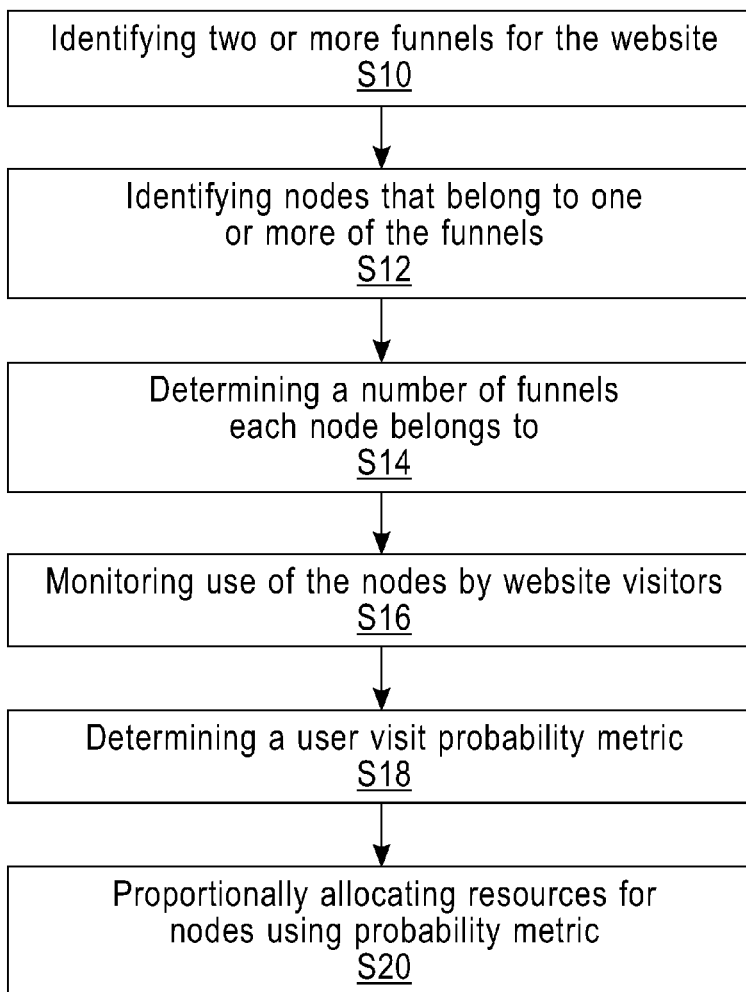 Identifying two or more funnels for the website
S10
Identifying nodes that belong to one
or more of the funnels
S12
Determining a number of funnels
each node belongs to
S14
Monitoring use of the nodes by website visitors
S16
Determining a user visit probability metric
S18
Proportionally allocating resources for
nodes using probability metric
S20